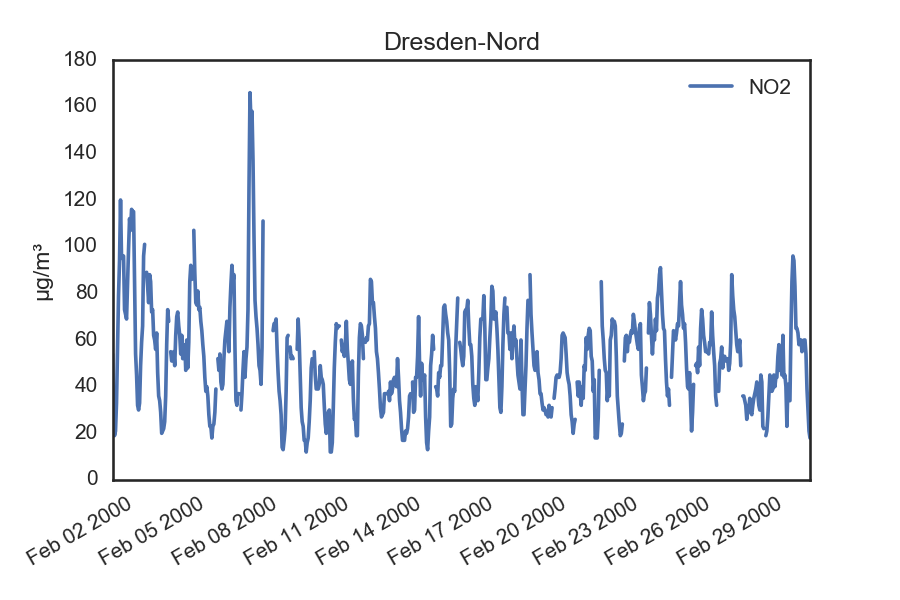 Dresden-Nord
NO2
µg/m³
180
160
140
120
100
80
60
40
20
0
Feb 02 2000
Feb 05 2000
Feb 08 2000
Feb 11 2000
Feb 14 2000
Feb 17 2000
Feb 20 2000
Feb 23 2000
Feb 26 2000
Feb 29 2000